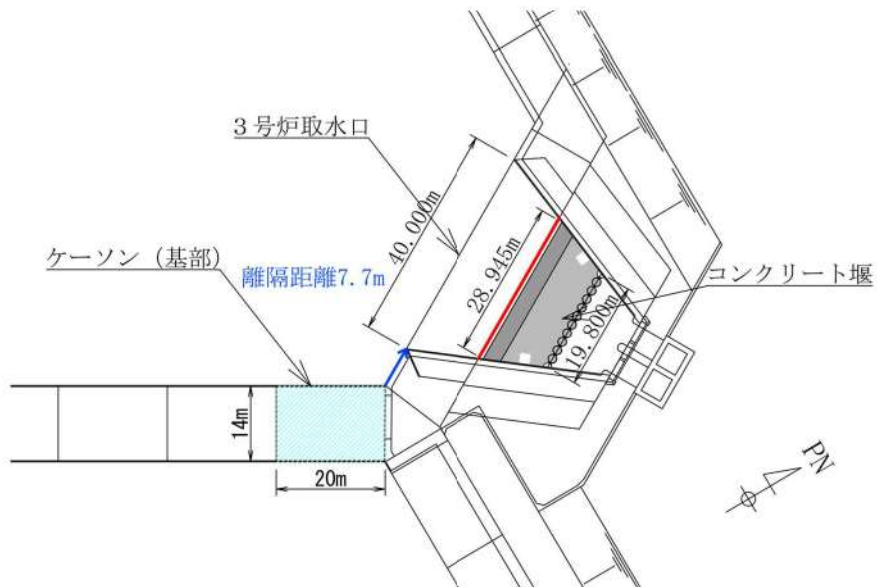 3号炉取水口
40.000m
ケーソン（基部）
離隔距離7.7m
28.945m
コンクリート堰
19.800m
14m
20m
PN